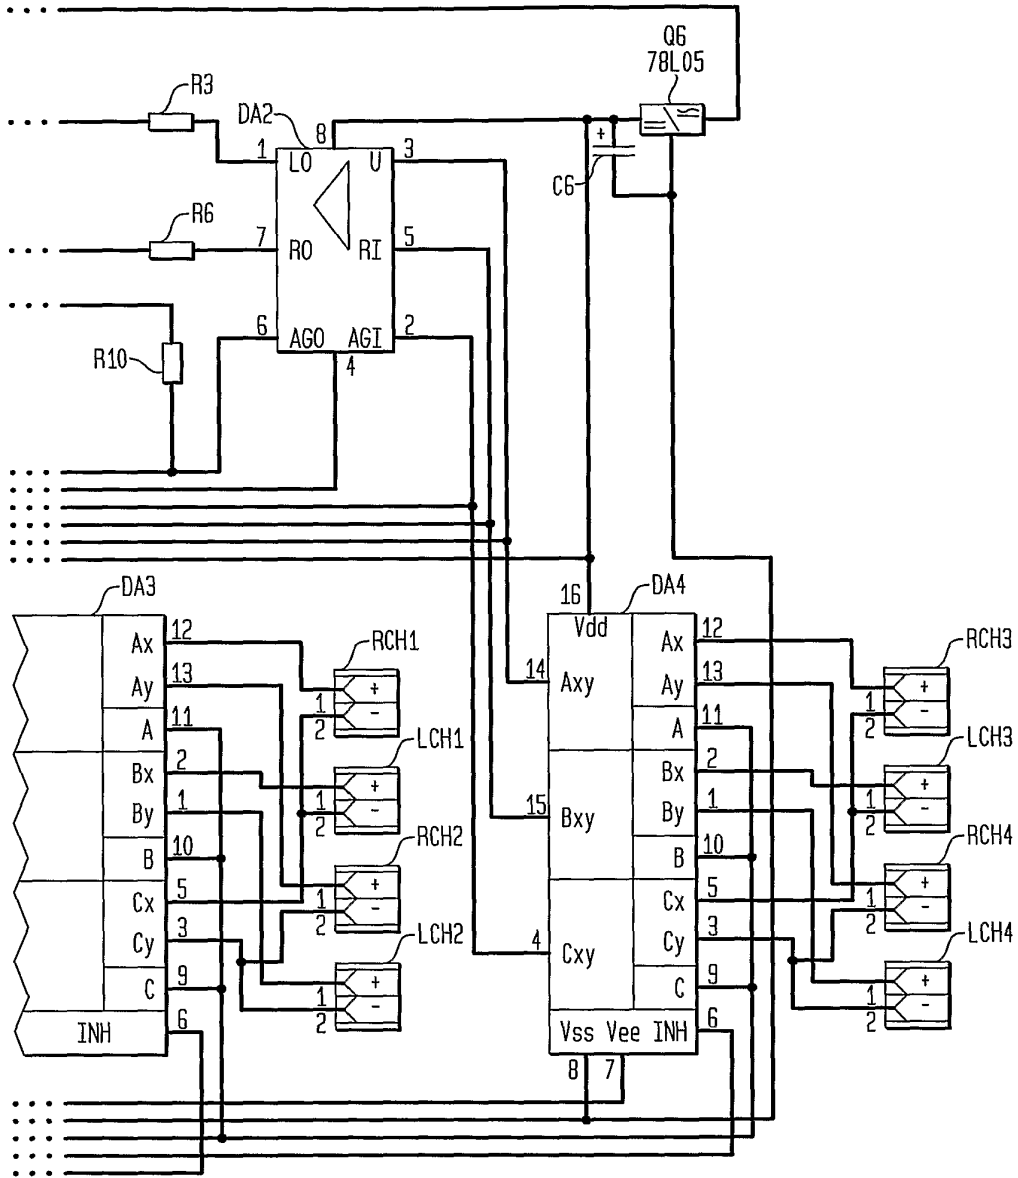 Q6
78L05
R3
DA2
8
1 LO U 3
+
C6
R6
7 RO RI 5
6 AGO AGI 2
R10
4
DA3
DA4
16
Vdd
12
Ax
13
Ay
11
A
2
Bx
1
By
10
B
5
Cx
3
Cy
9
C
6
INH
RCH1
+
1
-
2
LCH1
+
1
-
2
RCH2
+
1
-
2
LCH2
+
1
-
2
14 Axy
15 Bxy
4 Cxy
Ax 12
Ay 13
A 11
Bx 2
By 1
B 10
Cx 5
Cy 3
C 9
Vss Vee INH 6
8 7
RCH3
+
1
-
2
LCH3
+
1
-
2
RCH4
+
1
-
2
LCH4
+
1
-
2